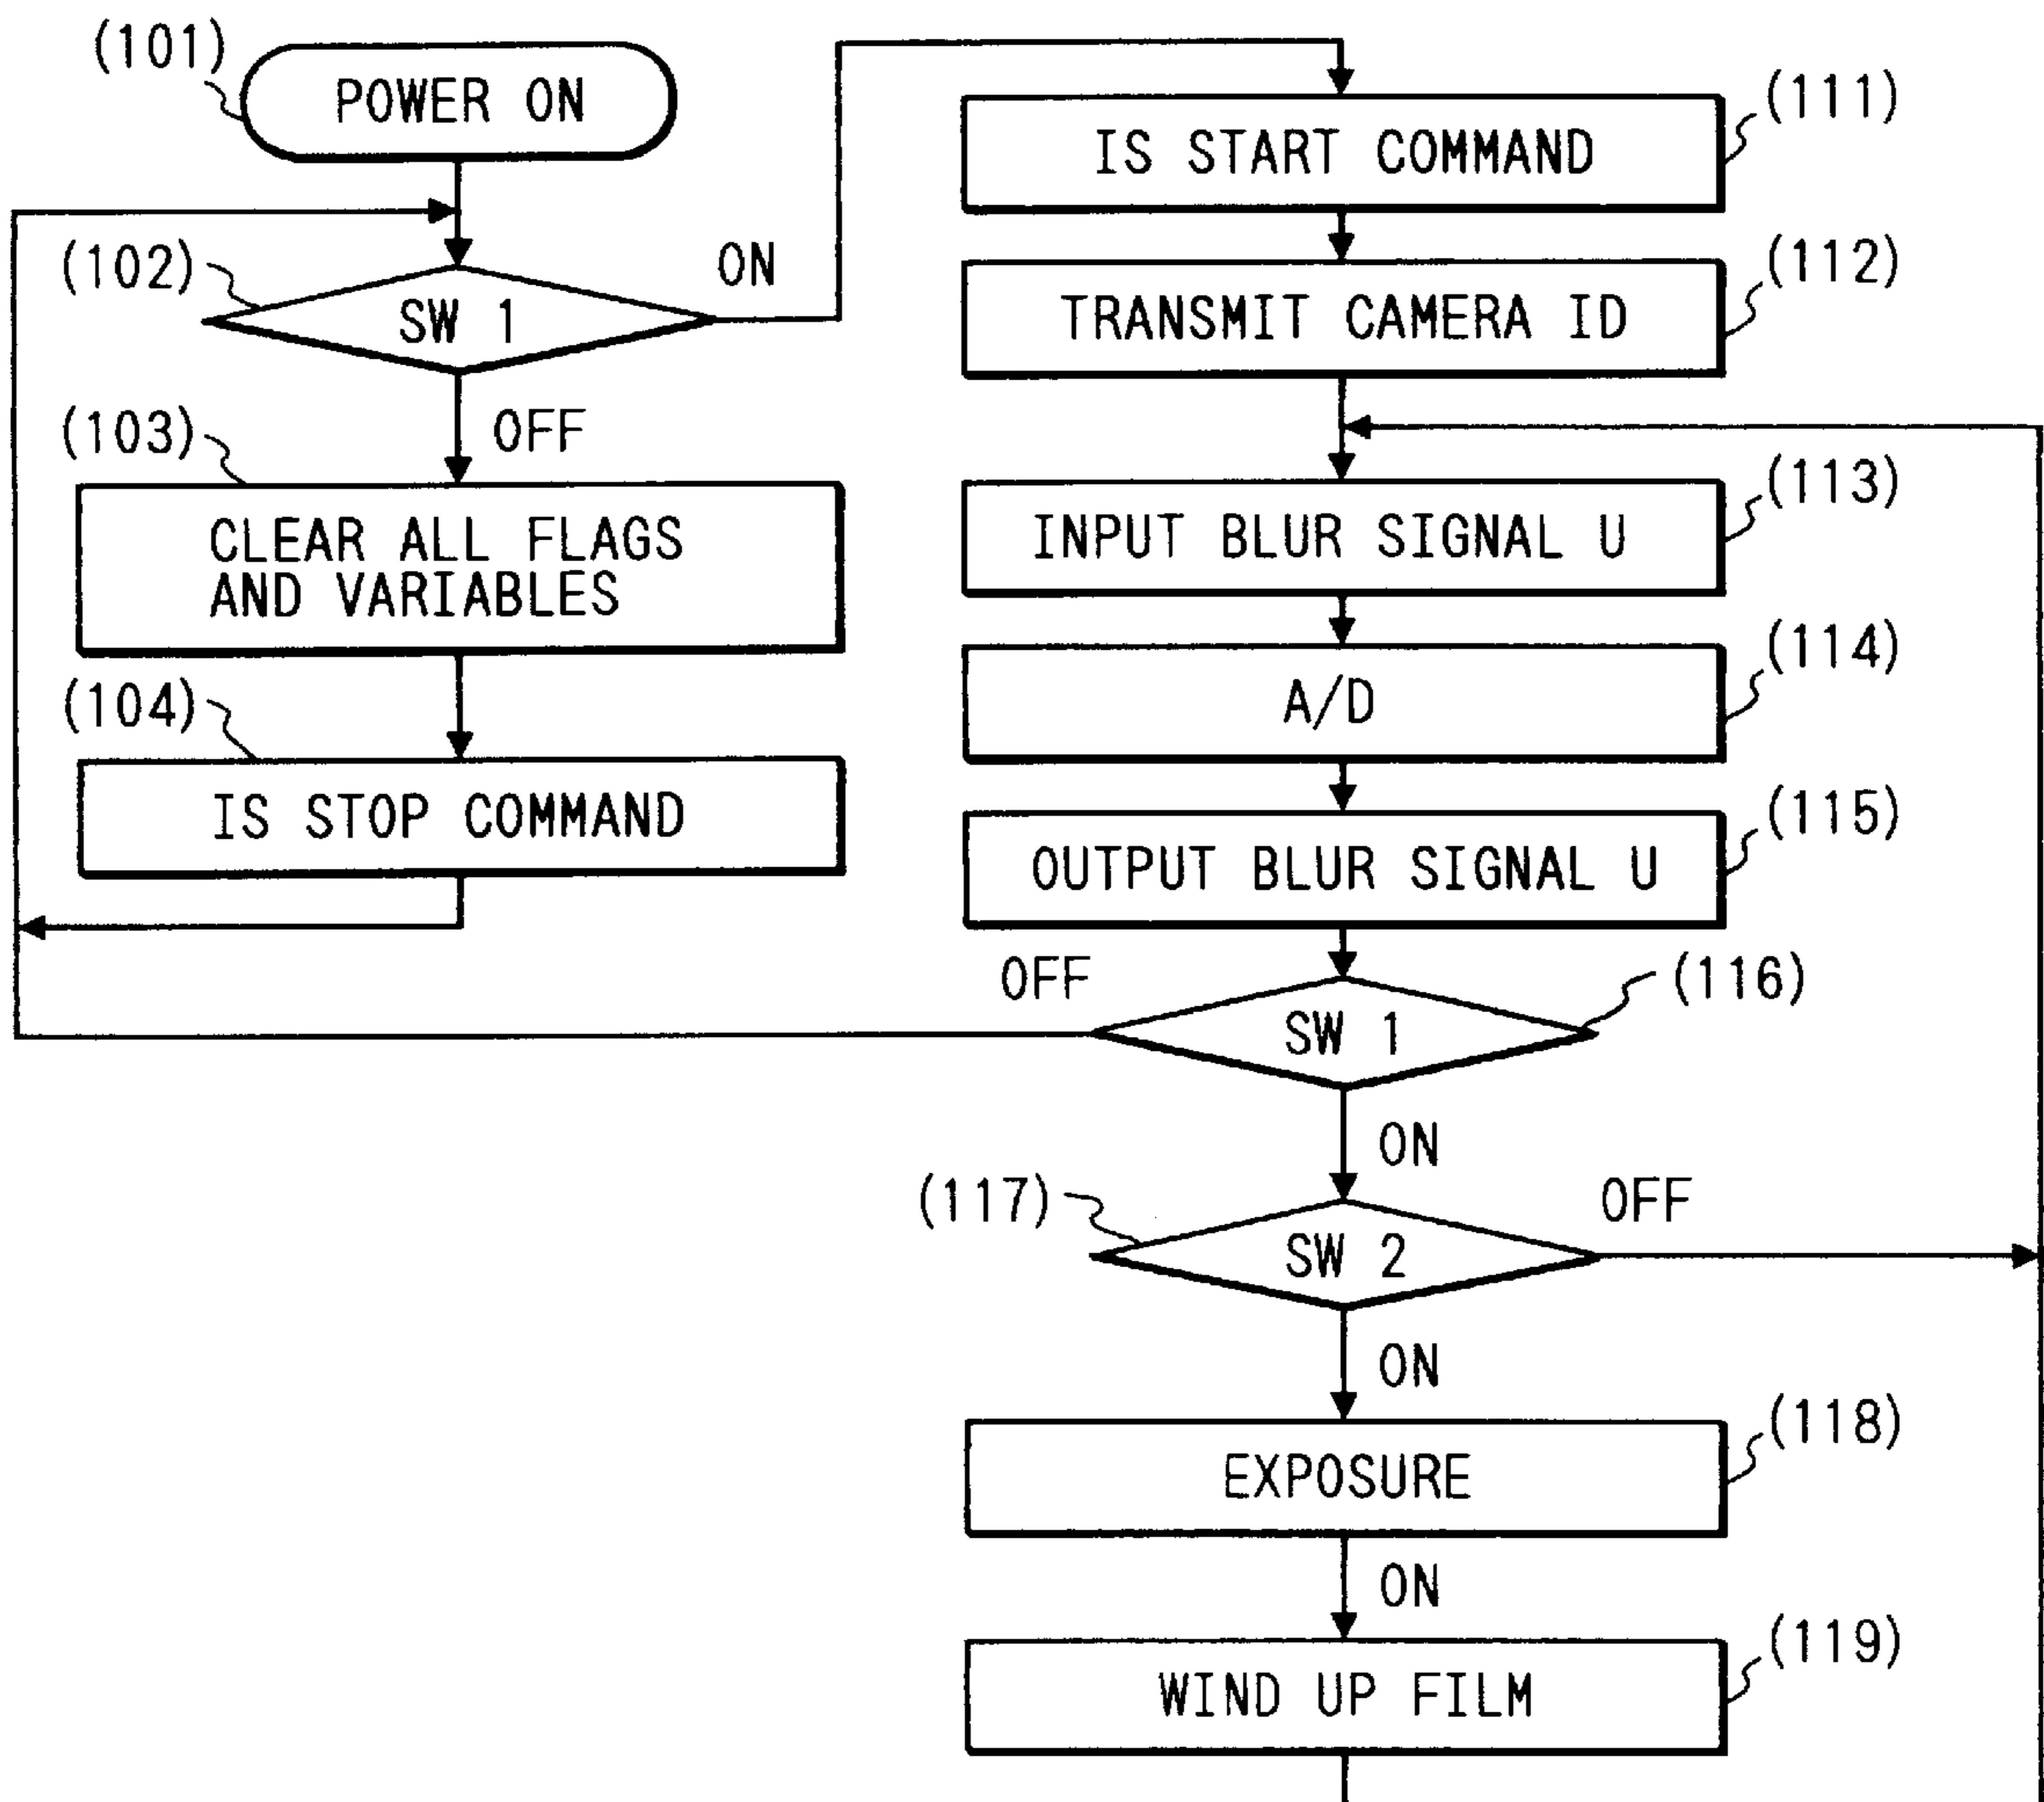 (101)
POWER ON
(102)
SW 1
ON
OFF
(103)
CLEAR ALL FLAGS
AND VARIABLES
(104)
IS STOP COMMAND
(111)
IS START COMMAND
(112)
TRANSMIT CAMERA ID
(113)
INPUT BLUR SIGNAL U
(114)
A/D
(115)
OUTPUT BLUR SIGNAL U
OFF
(116)
SW 1
ON
(117)
OFF
SW 2
ON
(118)
EXPOSURE
ON
(119)
WIND UP FILM